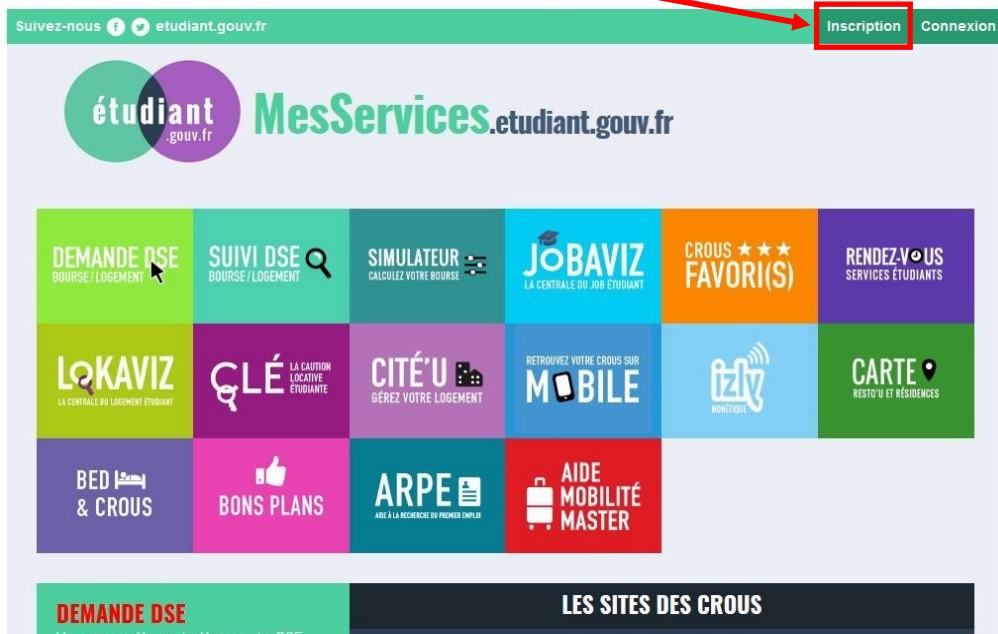 Suivez-nous etudiant.gouv.fr
Inscription Connexion
étudiant
.gouv.fr
MesServices.etudiant.gouv.fr
DEMANDE DSE
BOURSE/LOGEMENT
SUIVI DSE
BOURSE/LOGEMENT
SIMULATEUR
CALCULEZ VOTRE BOURSE
JOBAVIZ
LA CENTRALE DU JOB ÉTUDIANT
CROUS
FAVORI(S)
RENDEZ-VOUS
SERVICES ÉTUDIANTS
LOKAVIZ
LA CENTRALE DU LOGEMENT ÉTUDIANT
CLÉ
LA CAUTION
LOCATIVE
ÉTUDIANTE
CITÉ'U
GÉREZ VOTRE LOGEMENT
RETROUVEZ VOTRE CROUS SUR
MOBILE
izly
MONÉTIQUE
CARTE
RESTO'U ET RÉSIDENCES
BED
& CROUS
BONS PLANS
ARPE
AIDE À LA RECHERCHE DU PREMIER EMPLOI
AIDE
MOBILITÉ
MASTER
DEMANDE DSE
LES SITES DES CROUS